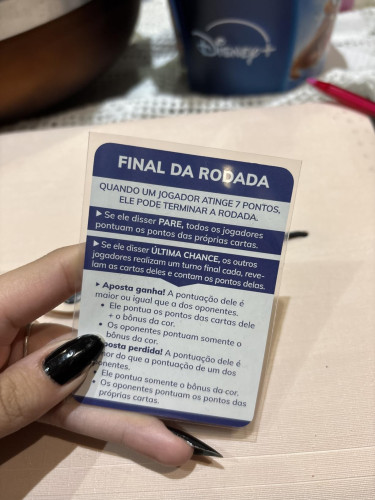 Disney+
FINAL DA RODADA
QUANDO UM JOGADOR ATINGE 7 PONTOS,
ELE PODE TERMINAR A RODADA.
▶ Se ele disser PARE, todos os jogadores
pontuam os pontos das próprias cartas.
▶ Se ele disser ÚLTIMA CHANCE, os outros
jogadores realizam um turno final cada, reve-
lam as cartas deles e contam os pontos delas.
▶ Aposta ganha! A pontuação dele é
maior ou igual que a dos oponentes.
• Ele pontua os pontos das cartas dele
+ o bônus da cor.
• Os oponentes pontuam somente o
bônus da cor.
posta perdida! A pontuação dele é
or do que a pontuação de um dos
onentes.
• Ele pontua somente o bônus da cor.
• Os oponentes pontuam os pontos das
próprias cartas.